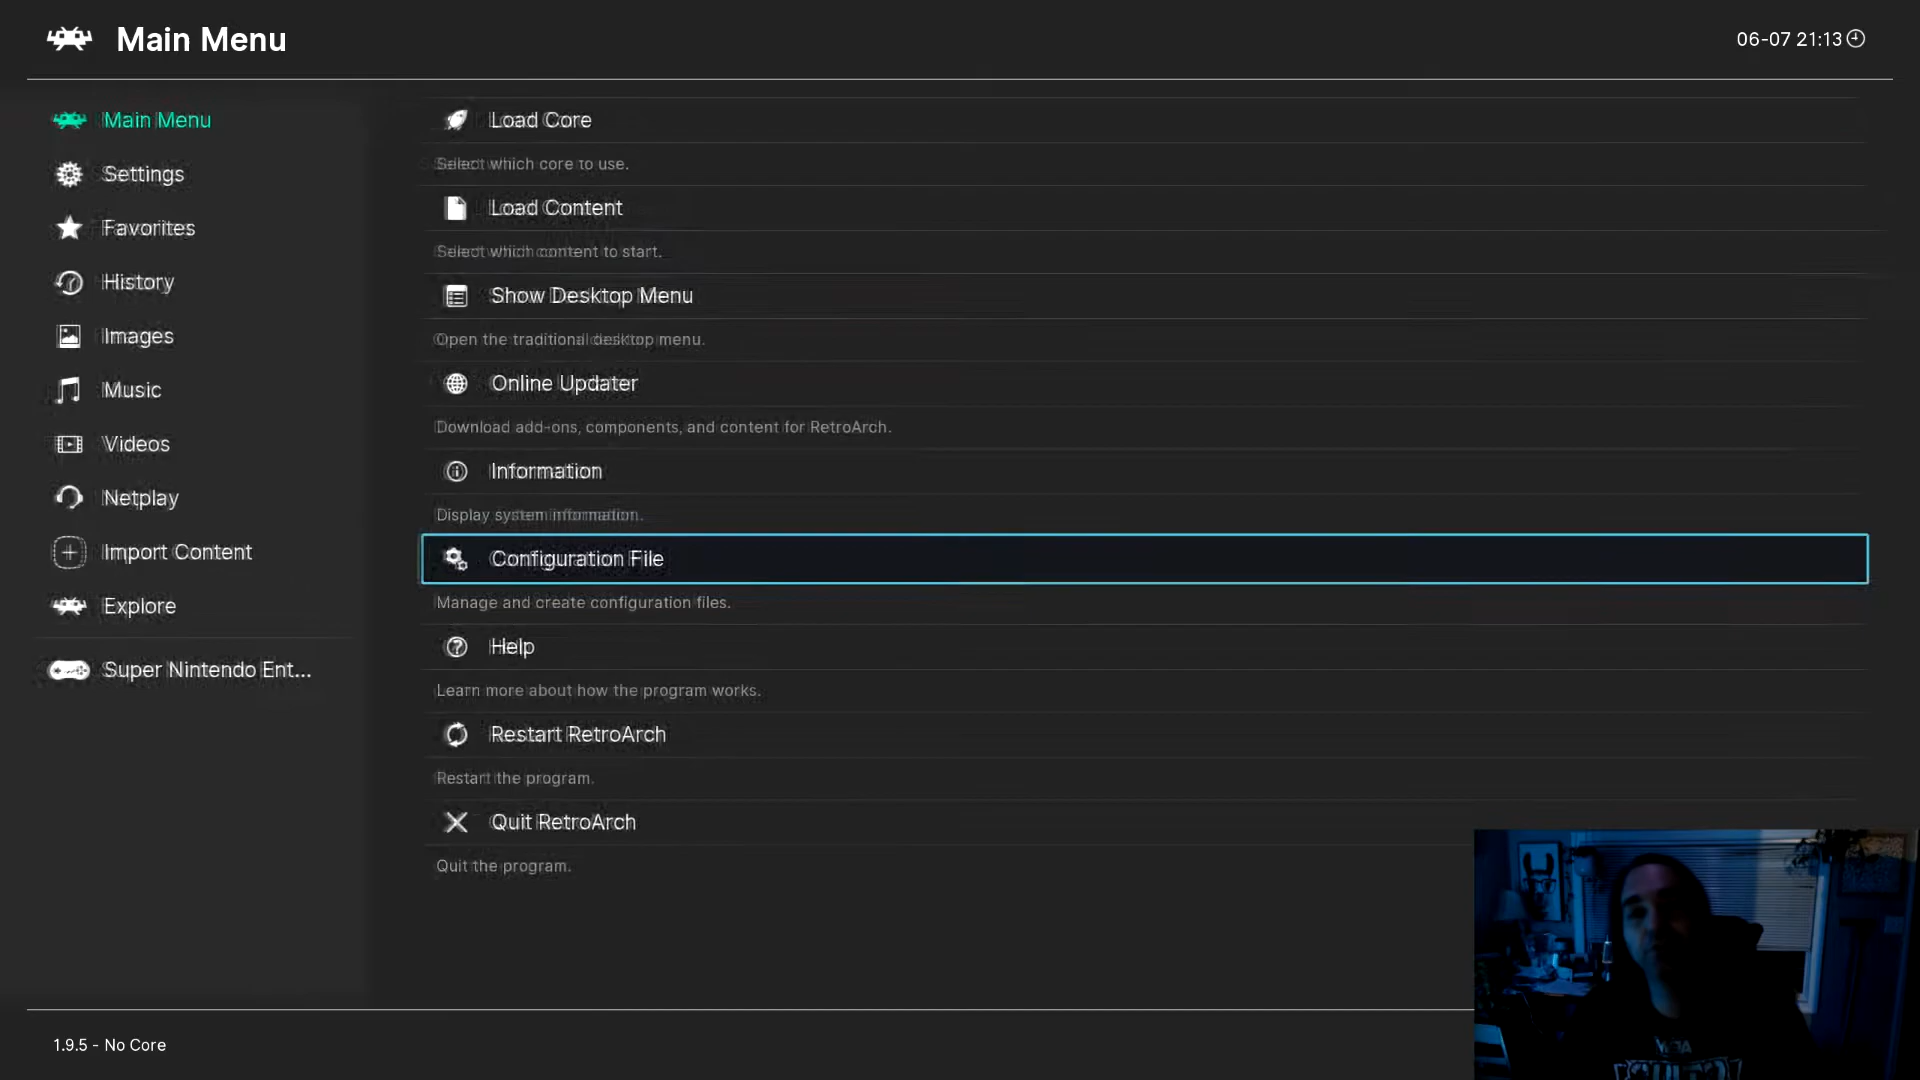 Main Menu
06-07 21:13
Main Menu
Settings
Favorites
History
Images
Music
Videos
Netplay
Import Content
Explore
Super Nintendo Ent...
Load Core
Select which core to use.
Load Content
Select which content to start.
Show Desktop Menu
Open the traditional desktop menu.
Online Updater
Download add-ons, components, and content for RetroArch.
Information
Display system information.
Configuration File
Manage and create configuration files.
Help
Learn more about how the program works.
Restart RetroArch
Restart the program.
Quit RetroArch
Quit the program.
1.9.5 - No Core